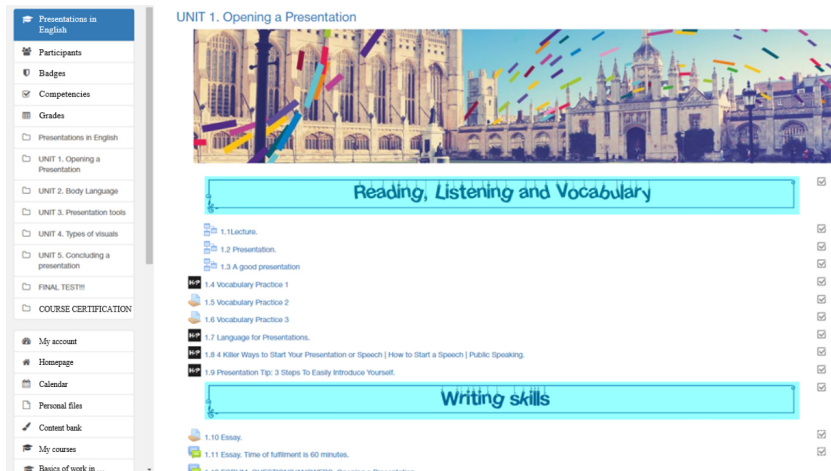 Presentations in
English
Participants
Badges
Competencies
Grades
Presentations in English
UNIT 1. Opening a
Presentation
UNIT 2. Body Language
UNIT 3. Presentation tools
UNIT 4. Types of visuals
UNIT 5. Concluding a
presentation
FINAL TEST!!!
COURSE CERTIFICATION
My account
Homepage
Calendar
Personal files
Content bank
My courses
Basics of work in ...
UNIT 1. Opening a Presentation
Reading, Listening and Vocabulary
1.1Lecture.
1.2 Presentation.
1.3 A good presentation
H5P 1.4 Vocabulary Practice 1
1.5 Vocabulary Practice 2
1.6 Vocabulary Practice 3
H5P 1.7 Language for Presentations.
H5P 1.8 4 Killer Ways to Start Your Presentation or Speech | How to Start a Speech | Public Speaking.
H5P 1.9 Presentation Tip: 3 Steps To Easily Introduce Yourself.
Writing skills
1.10 Essay.
1.11 Essay. Time of fulfilment is 60 minutes.